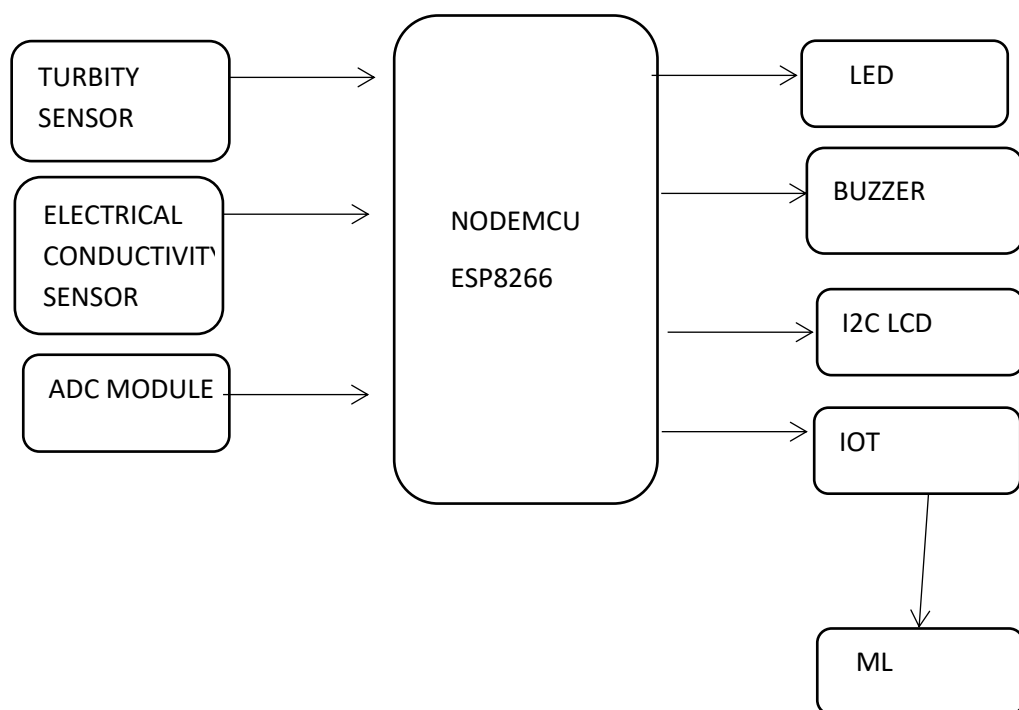 TURBITY
SENSOR
ELECTRICAL
CONDUCTIVITY
SENSOR
ADC MODULE
NODEMCU
ESP8266
LED
BUZZER
I2C LCD
IOT
ML